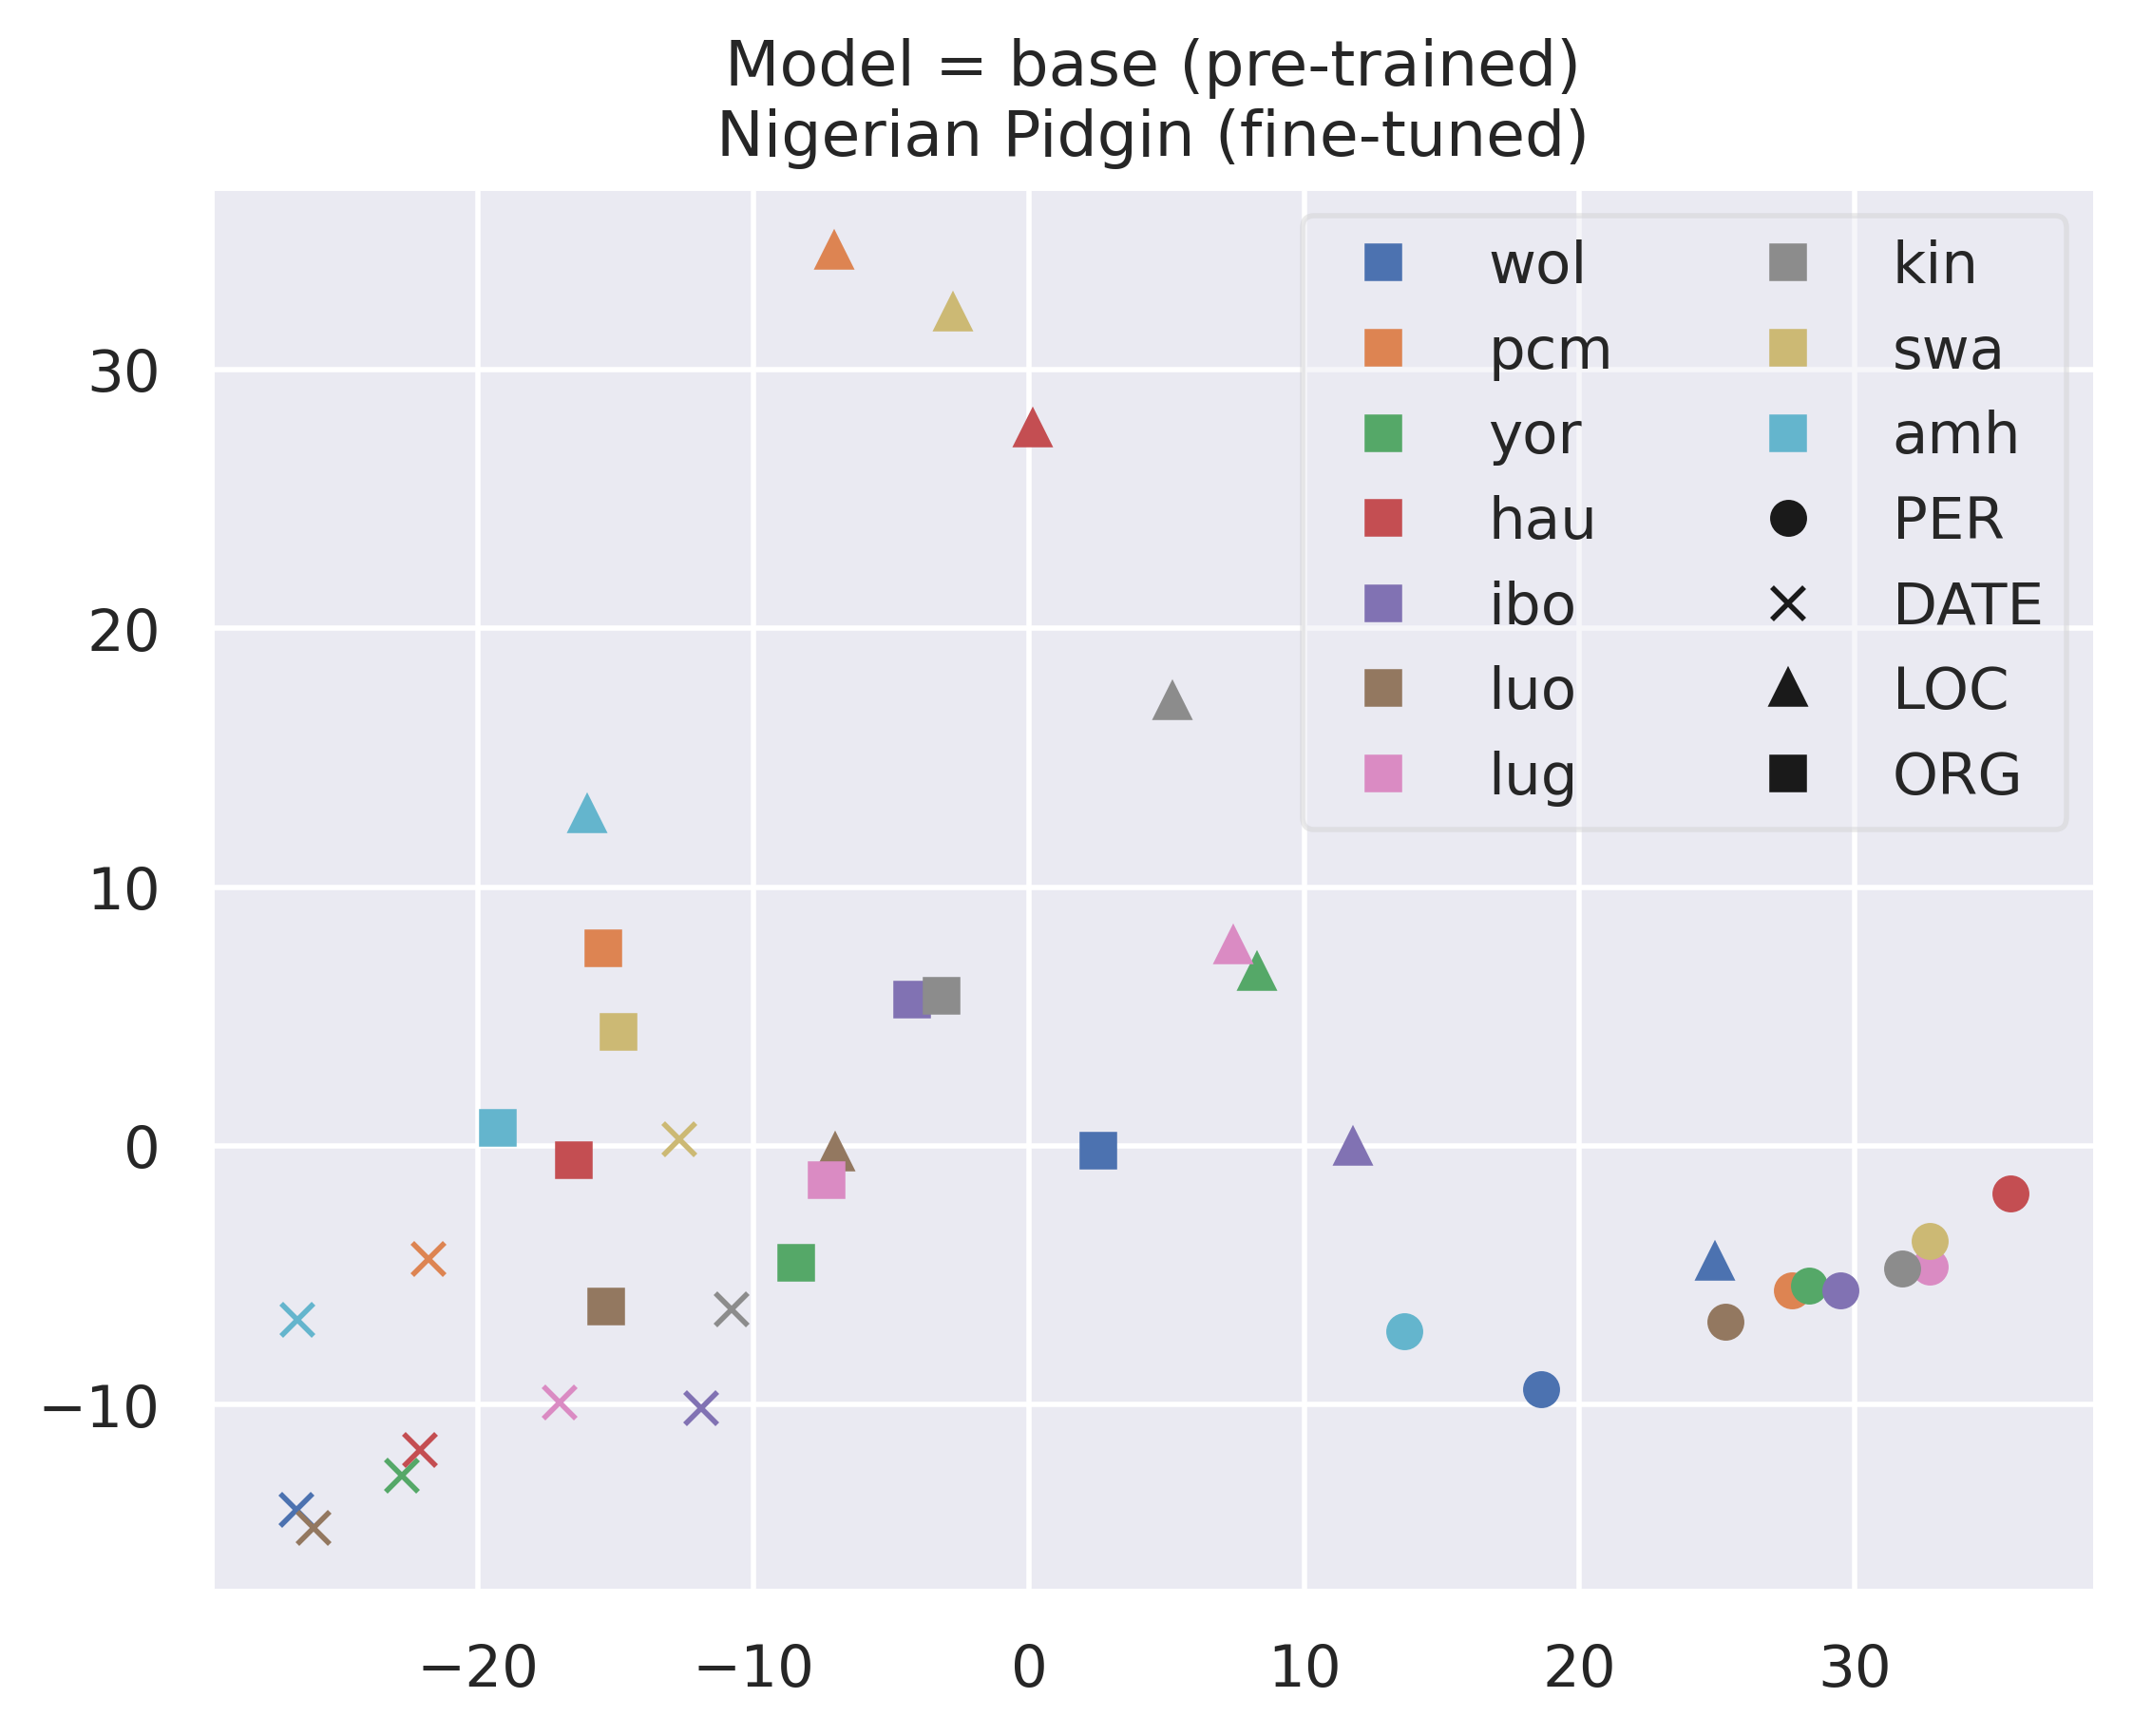 Model = base (pre-trained)
Nigerian Pidgin (fine-tuned)
wol
pcm
yor
hau
ibo
luo
lug
kin
swa
amh
PER
DATE
LOC
ORG
30
20
10
0
−10
−20 −10 0 10 20 30